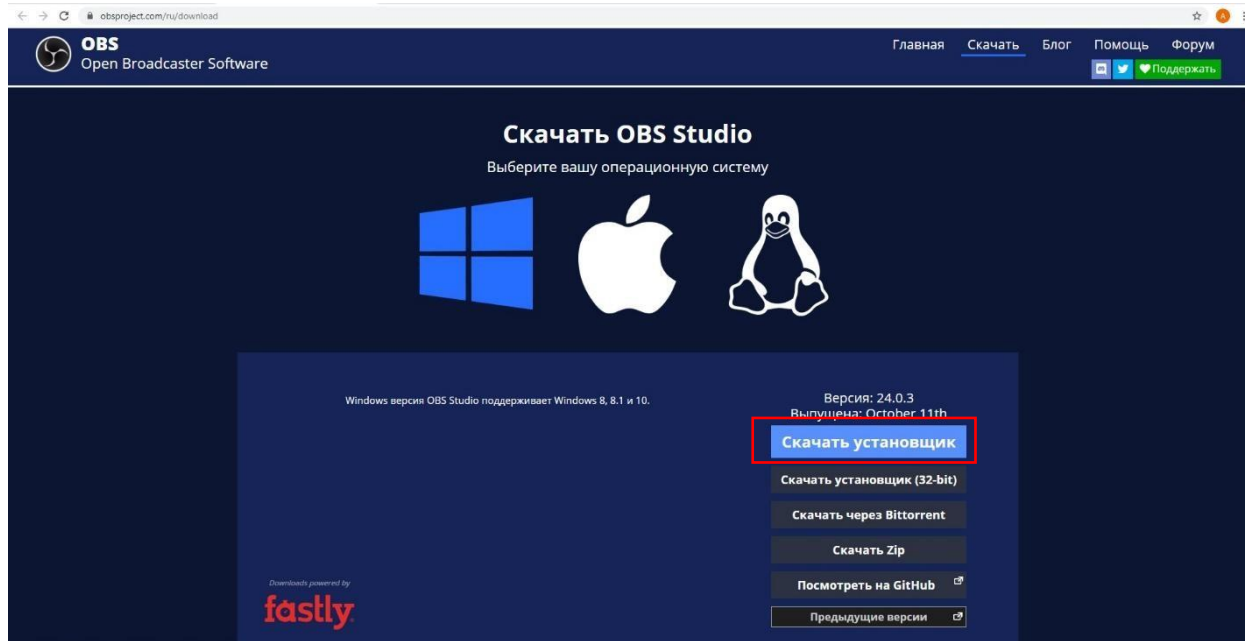 obsproject.com/ru/download
OBS
Open Broadcaster Software
Главная Скачать Блог Помощь Форум
Поддержать
Скачать OBS Studio
Выберите вашу операционную систему
Windows версия OBS Studio поддерживает Windows 8, 8.1 и 10.
Версия: 24.0.3
Выпущена: October 11th
Скачать установщик
Скачать установщик (32-bit)
Скачать через Bittorrent
Скачать Zip
Посмотреть на GitHub
Предыдущие версии
Downloads powered by
fastly